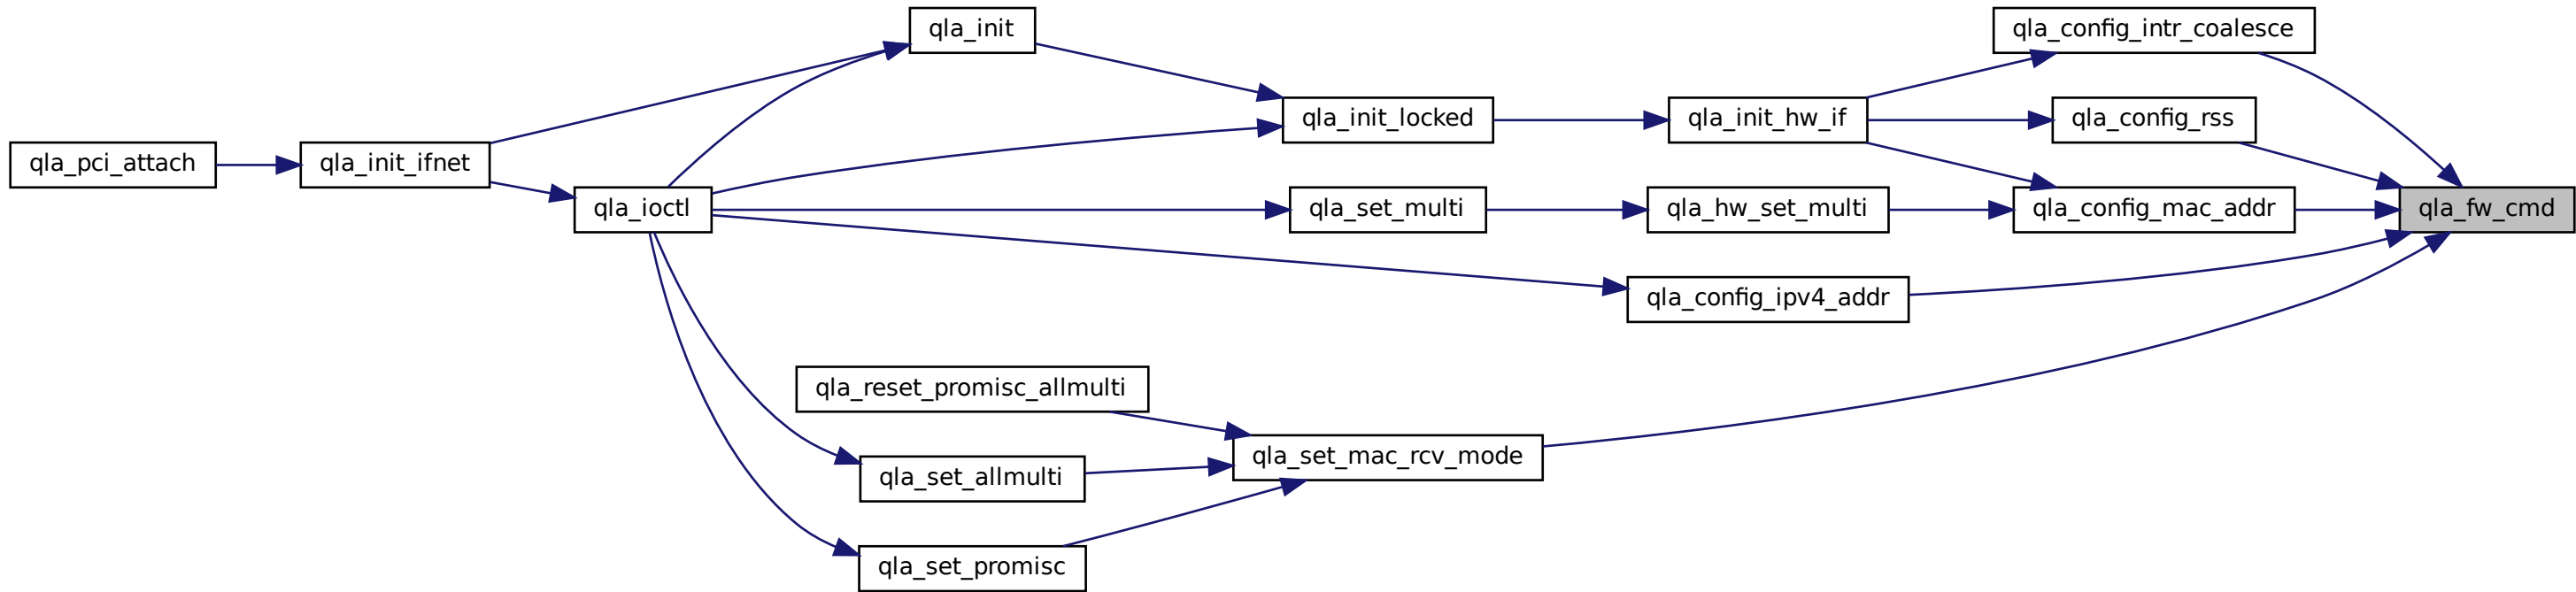 qla_init
qla_config_intr_coalesce
qla_init_locked
qla_init_hw_if
qla_config_rss
qla_pci_attach
qla_init_ifnet
qla_ioctl
qla_set_multi
qla_hw_set_multi
qla_config_mac_addr
qla_fw_cmd
qla_config_ipv4_addr
qla_reset_promisc_allmulti
qla_set_mac_rcv_mode
qla_set_allmulti
qla_set_promisc